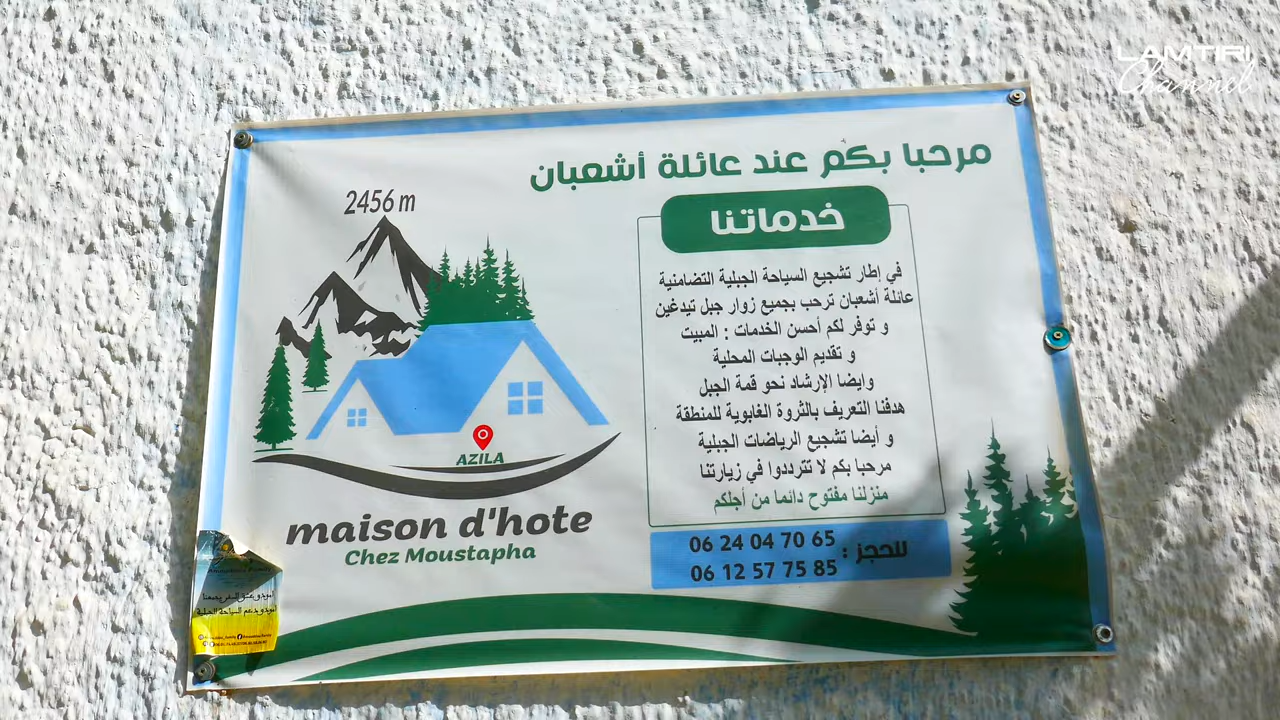 LAMTIRI
Channel
مرحبا بكم عند عائلة أشعبان
2456 m
خدماتنا
في إطار تشجيع السياحة الجبلية التضامنية
عائلة أشعبان ترحب بجميع زوار جبل تيدغين
و توفر لكم أحسن الخدمات : المبيت
و تقديم الوجبات المحلية
وايضا الإرشاد نحو قمة الجبل
هدفنا التعريف بالثروة الغابوية للمنطقة
و أيضا تشجيع الرياضات الجبلية
مرحبا بكم لا تترددوا في زيارتنا
منزلنا مفتوح دائما من أجلكم
AZILA
maison d'hote
Chez Moustapha
للحجز :
06 24 04 70 65
06 12 57 75 85